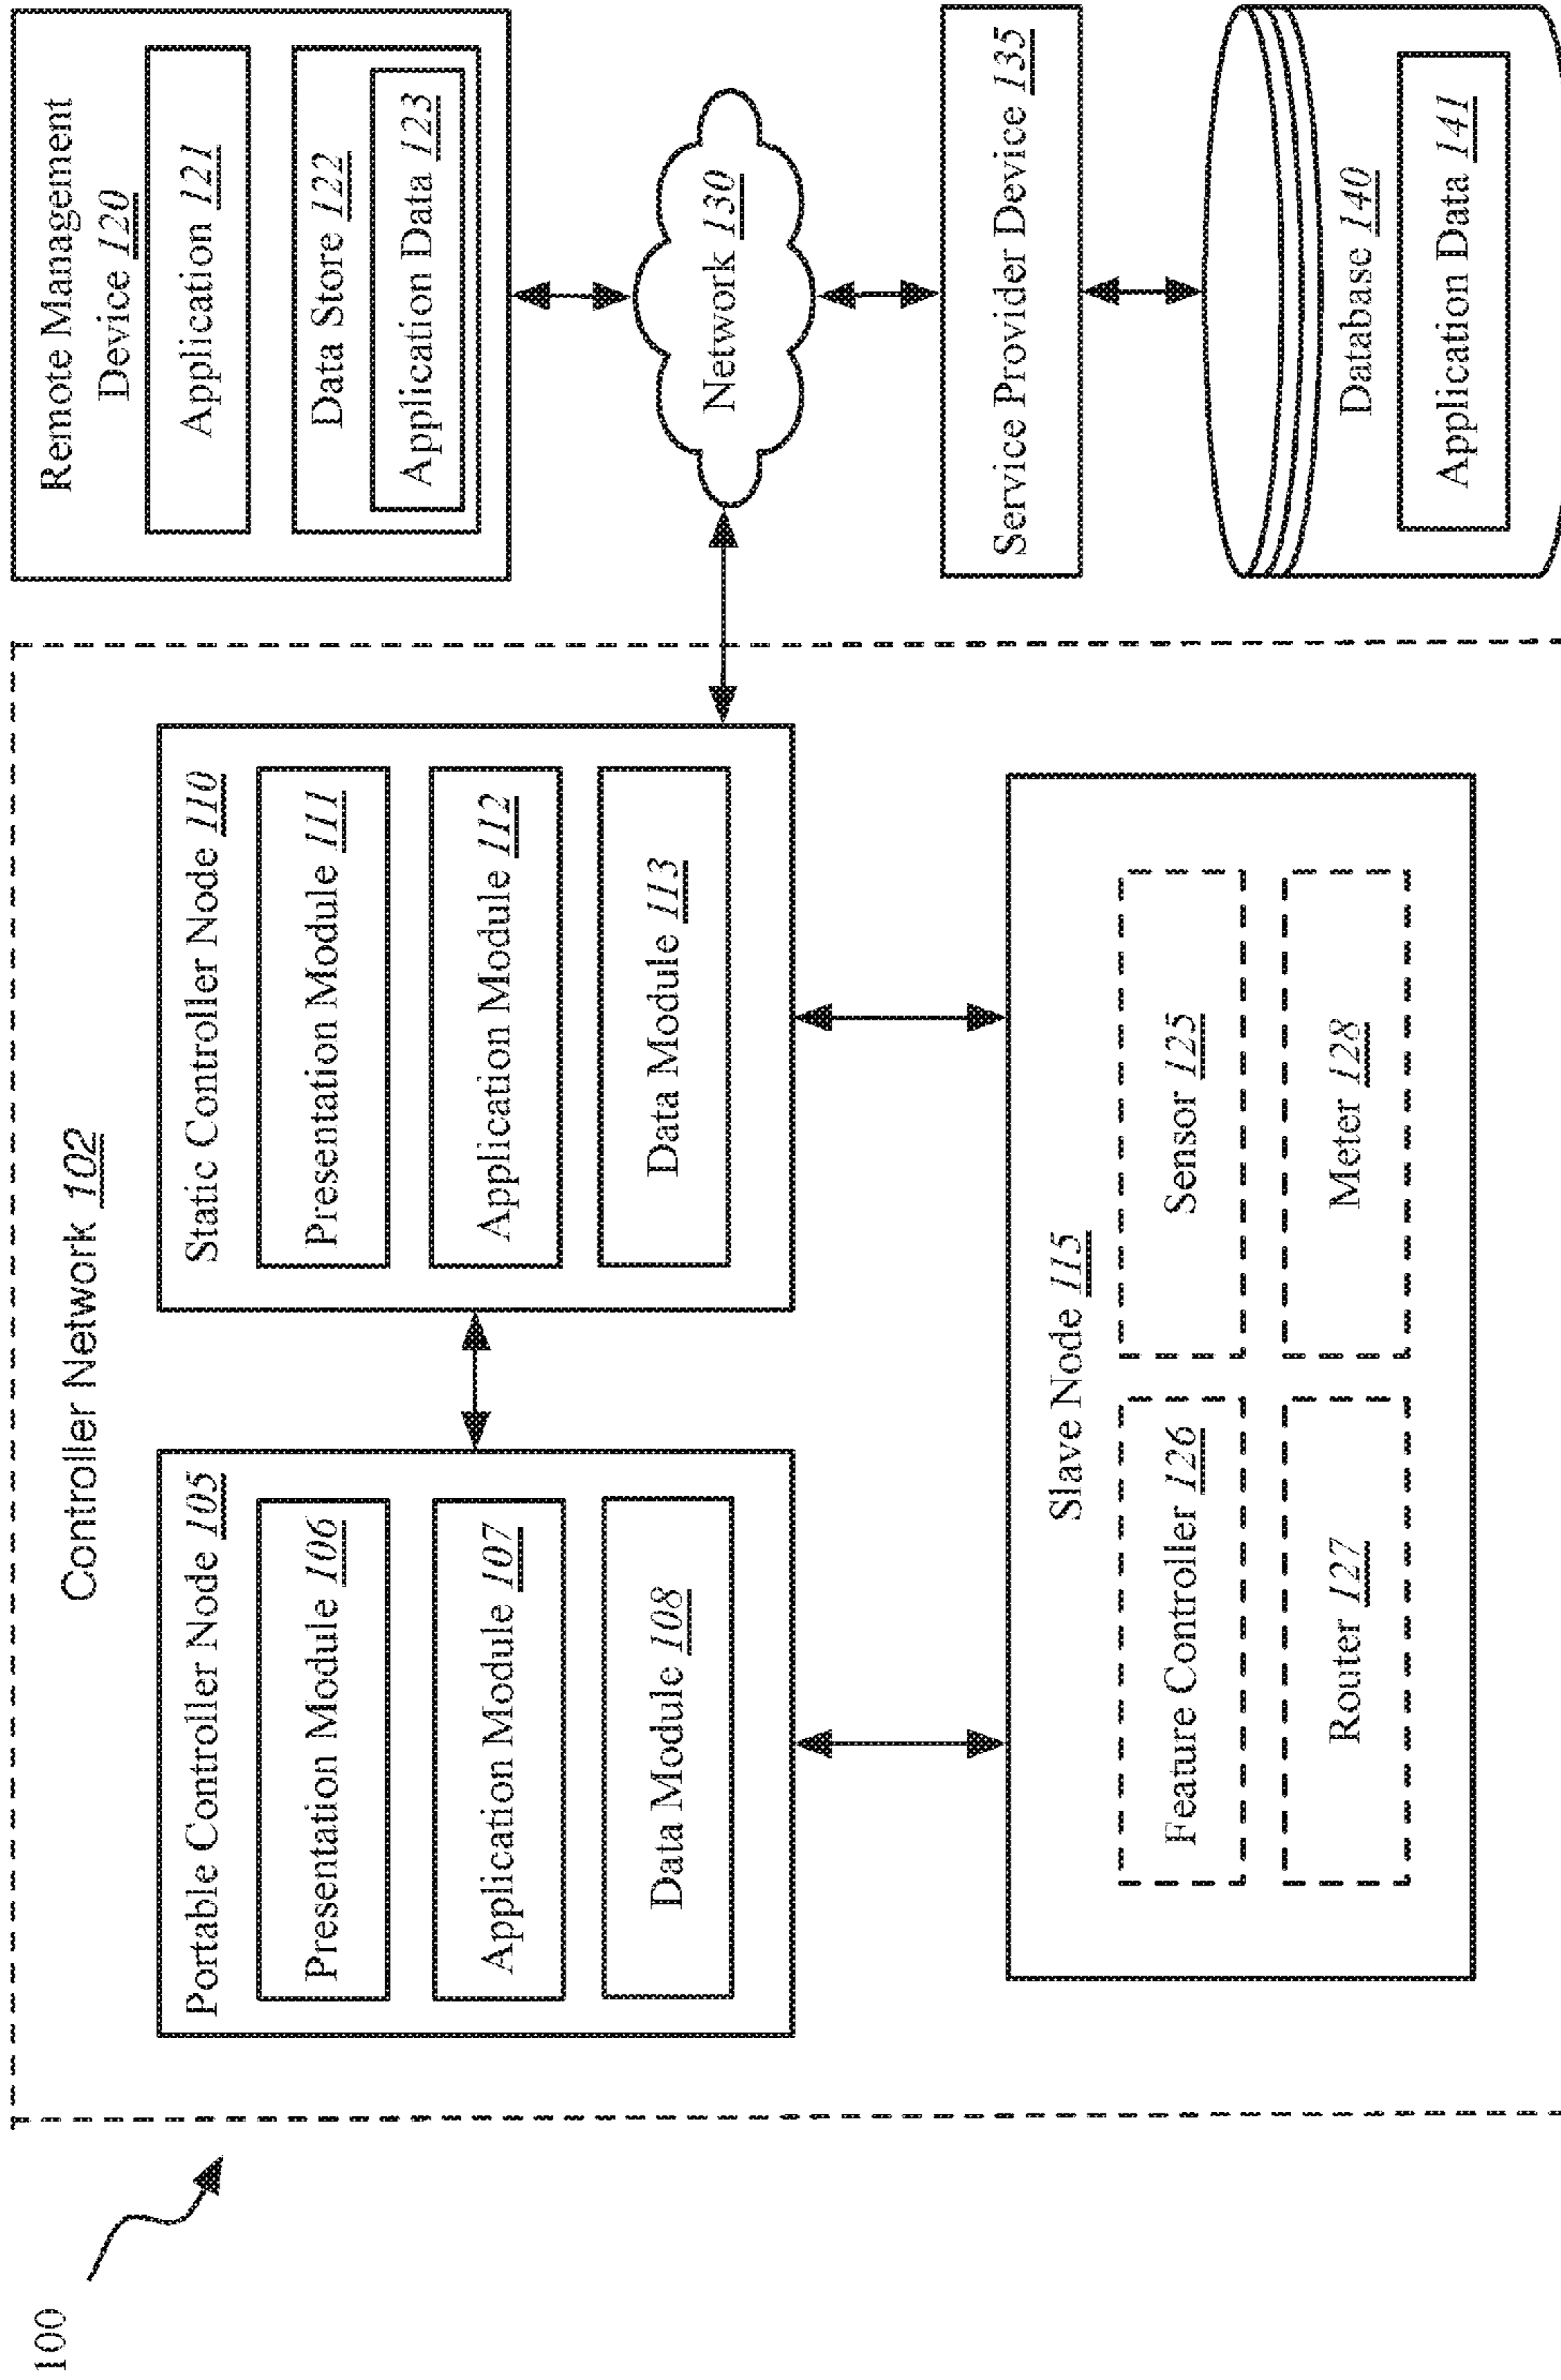 100
Controller Network 102
Portable Controller Node 105
Presentation Module 106
Application Module 107
Data Module 108
Static Controller Node 110
Presentation Module 111
Application Module 112
Data Module 113
Slave Node 115
Feature Controller 126
Sensor 125
Router 127
Meter 128
Remote Management
Device 120
Application 121
Data Store 122
Application Data 123
Network 130
Service Provider Device 135
Database 140
Application Data 141